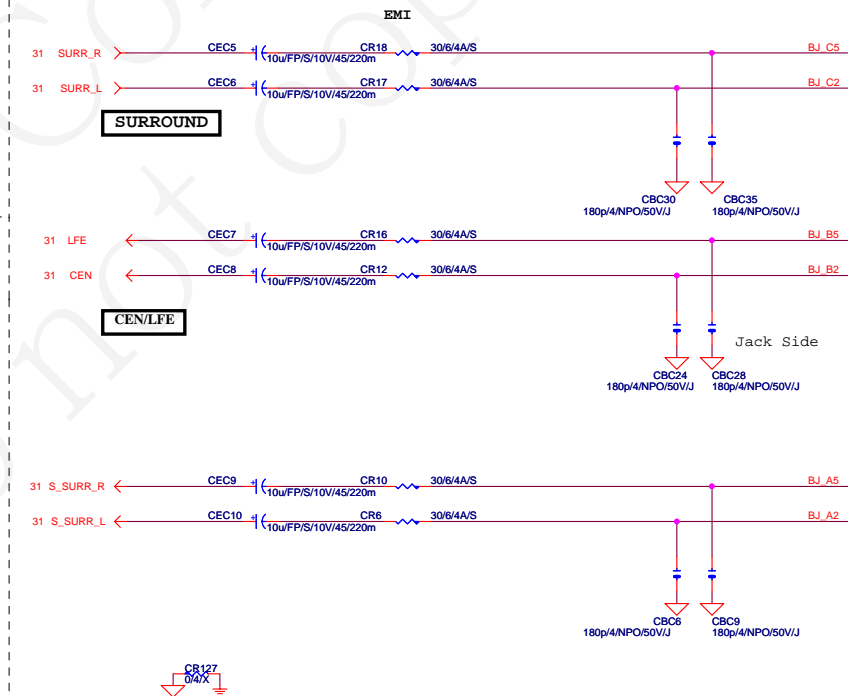 EMI
31 SURR_R CEC5 + 10u/FP/S/10V/45/220m CR18 30/6/4A/S BJ_C5
31 SURR_L CEC6 + 10u/FP/S/10V/45/220m CR17 30/6/4A/S BJ_C2
SURROUND
CBC30 CBC35
180p/4/NPO/50V/J 180p/4/NPO/50V/J
31 LFE CEC7 + 10u/FP/S/10V/45/220m CR16 30/6/4A/S BJ_B5
31 CEN CEC8 + 10u/FP/S/10V/45/220m CR12 30/6/4A/S BJ_B2
CEN/LFE
Jack Side
CBC24 CBC28
180p/4/NPO/50V/J 180p/4/NPO/50V/J
31 S_SURR_R CEC9 + 10u/FP/S/10V/45/220m CR10 30/6/4A/S BJ_A5
31 S_SURR_L CEC10 + 10u/FP/S/10V/45/220m CR6 30/6/4A/S BJ_A2
CBC6 CBC9
180p/4/NPO/50V/J 180p/4/NPO/50V/J
CR127
0/4/X
not cop